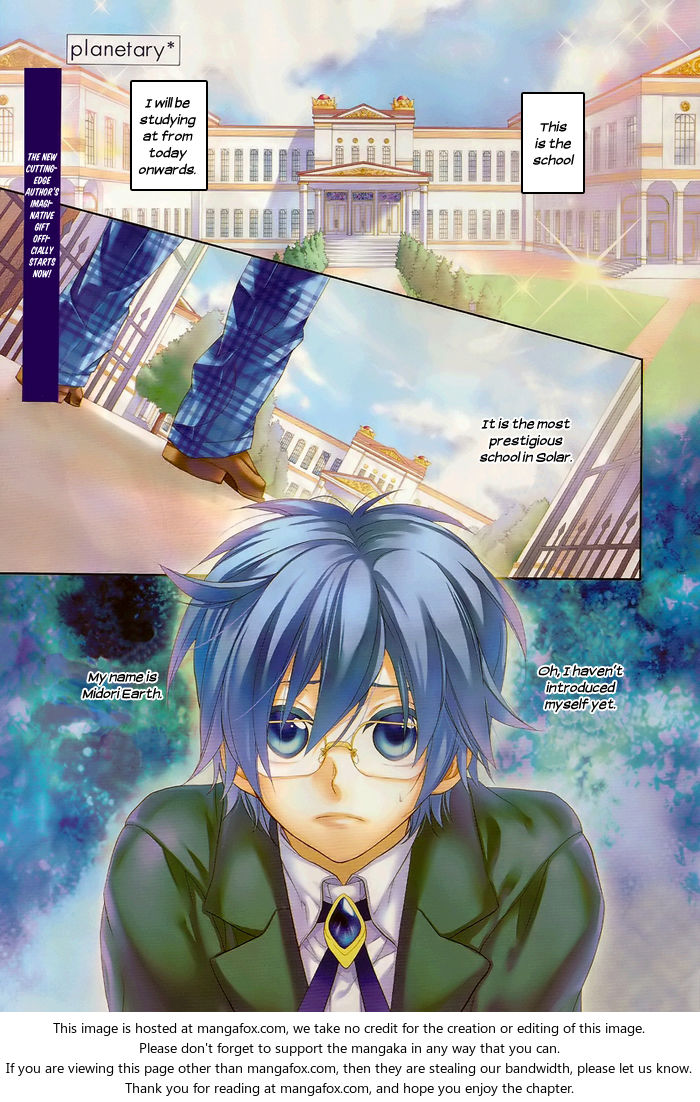 planetary*
This
is the
school
I will be
studying
at from
today
onwards.
THE NEW
CUTTING-
EDGE
AUTHOR'S
IMAGI-
NATIVE
GIFT
OFFI-
CIALLY
STARTS
NOW!
It is the most
prestigious
school in Solar.
Oh, I haven't
introduced
myself yet.
My name is
Midori Earth.
This image is hosted at mangafox.com, we take no credit for the creation or editing of this image.
Please don't forget to support the mangaka in any way that you can.
If you are viewing this page other than mangafox.com, then they are stealing our bandwidth, please let us know.
Thank you for reading at mangafox.com, and hope you enjoy the chapter.